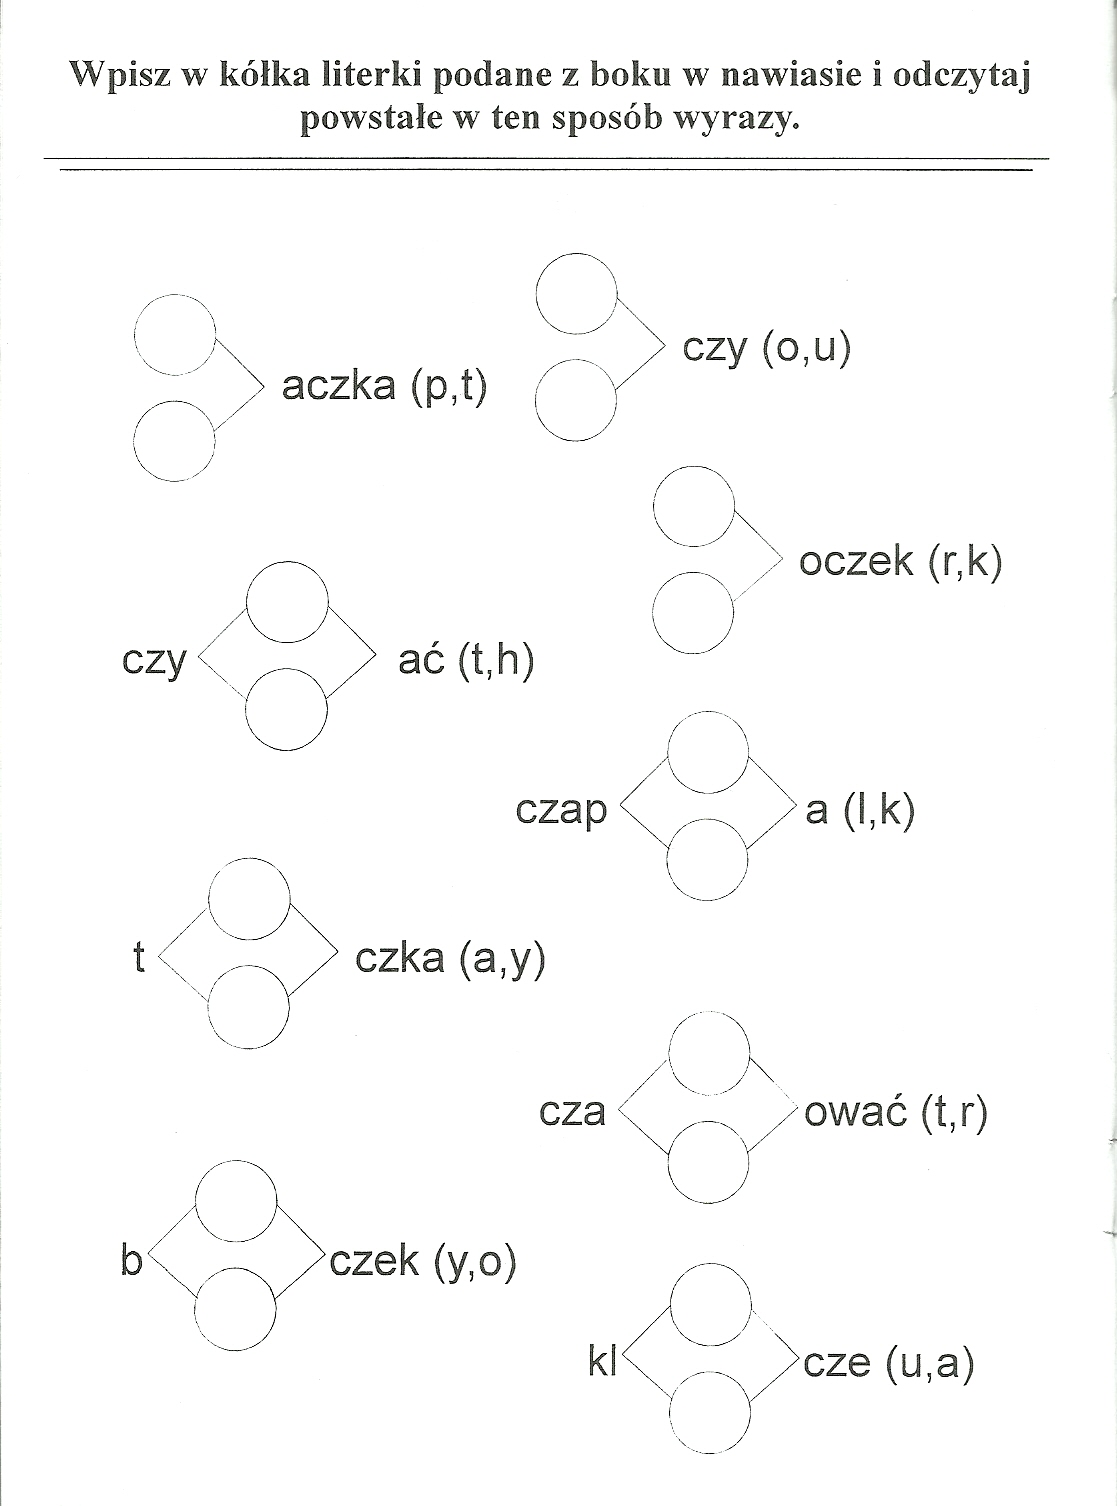 Wpisz w kółka literki podane z boku w nawiasie i odczytaj
powstałe w ten sposób wyrazy.
aczka (p,t)
czy (o,u)
oczek (r,k)
czy ać (t,h)
czap a (l,k)
t czka (a,y)
cza ować (t,r)
b czek (y,o)
kl cze (u,a)